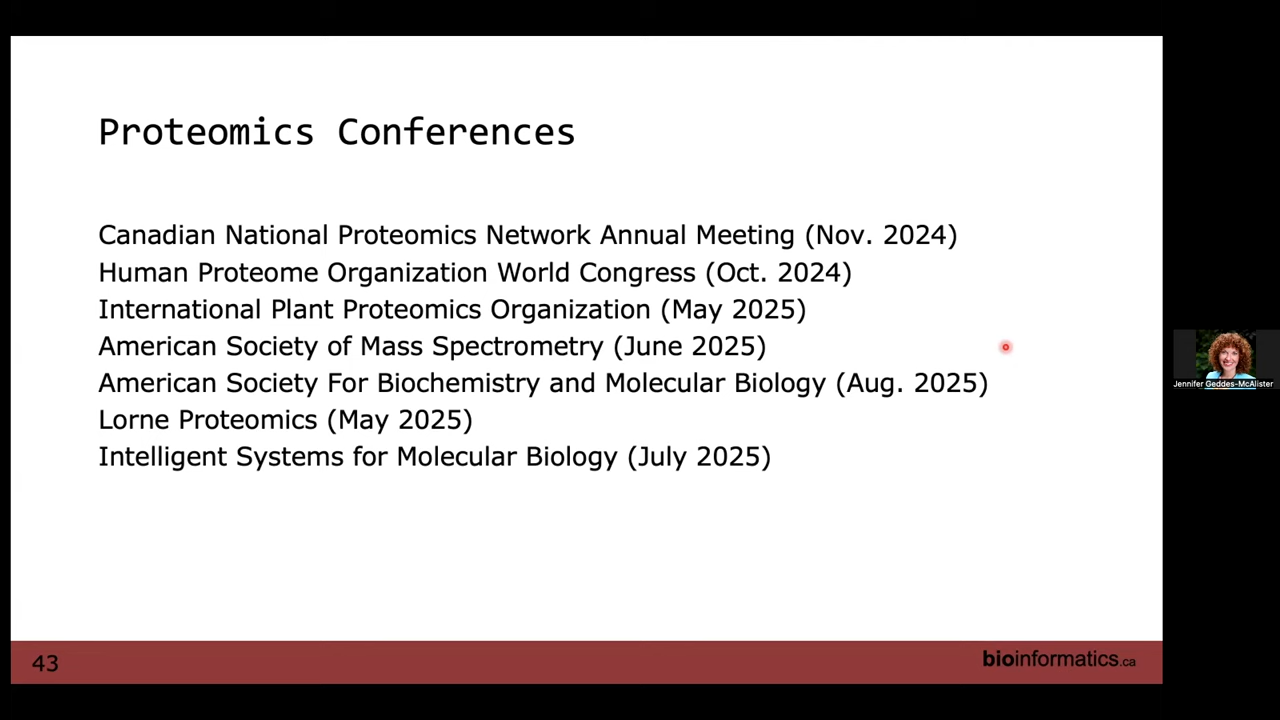 Proteomics Conferences
Canadian National Proteomics Network Annual Meeting (Nov. 2024)
Human Proteome Organization World Congress (Oct. 2024)
International Plant Proteomics Organization (May 2025)
American Society of Mass Spectrometry (June 2025)
American Society For Biochemistry and Molecular Biology (Aug. 2025)
Lorne Proteomics (May 2025)
Intelligent Systems for Molecular Biology (July 2025)
Jennifer Geddes-McAlister
43
bioinformatics.ca